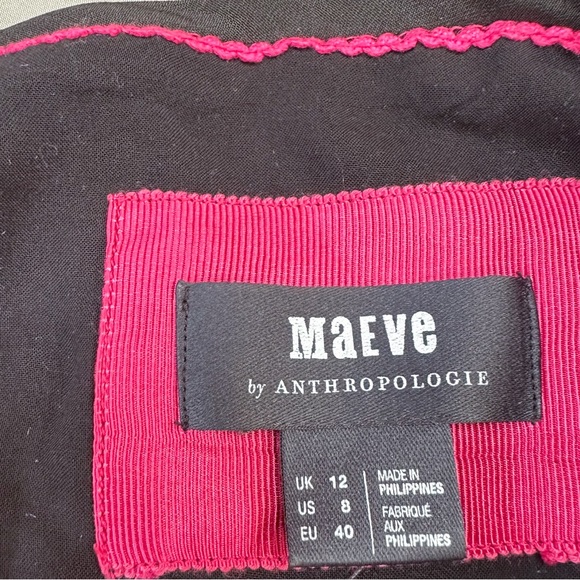 MaEVe
by ANTHROPOLOGIE
UK 12
US 8
EU 40
MADE IN
PHILIPPINES
FABRIQUÉ
AUX
PHILIPPINES